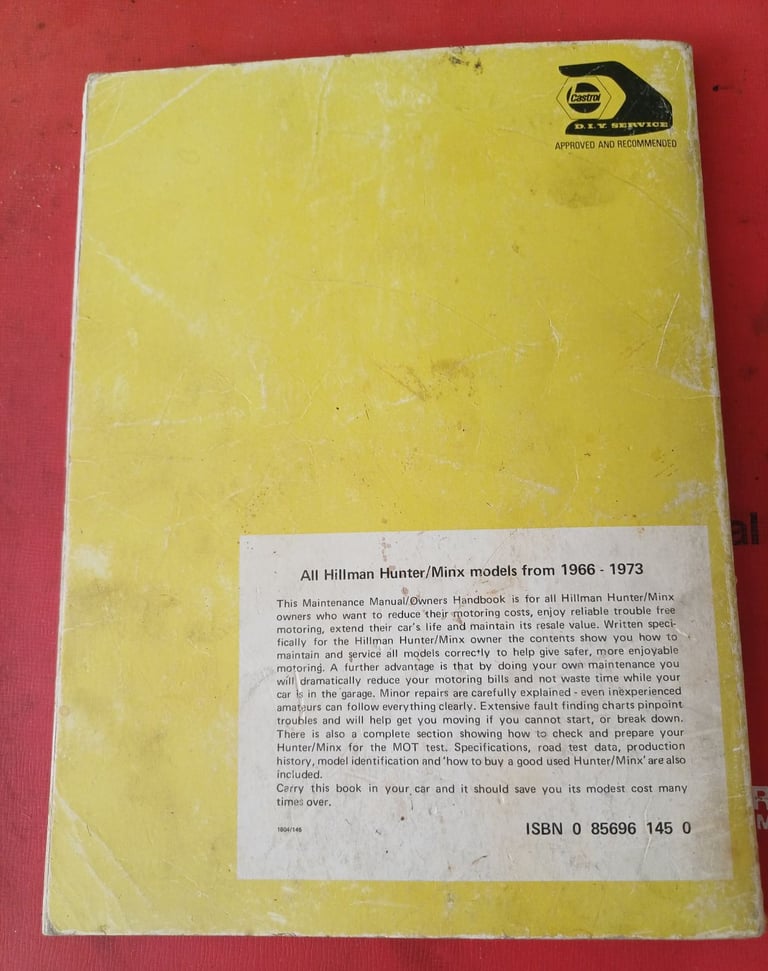 Castrol
D.I.Y. SERVICE
APPROVED AND RECOMMENDED
All Hillman Hunter/Minx models from 1966 - 1973
This Maintenance Manual/Owners Handbook is for all Hillman Hunter/Minx
owners who want to reduce their motoring costs, enjoy reliable trouble free
motoring, extend their car's life and maintain its resale value. Written speci-
fically for the Hillman Hunter/Minx owner the contents show you how to
maintain and service all models correctly to help give safer, more enjoyable
motoring. A further advantage is that by doing your own maintenance you
will dramatically reduce your motoring bills and not waste time while your
car is in the garage. Minor repairs are carefully explained - even inexperienced
amateurs can follow everything clearly. Extensive fault finding charts pinpoint
troubles and will help get you moving if you cannot start, or break down.
There is also a complete section showing how to check and prepare your
Hunter/Minx for the MOT test. Specifications, road test data, production
history, model identification and 'how to buy a good used Hunter/Minx' are also
included.
Carry this book in your car and it should save you its modest cost many
times over.
1604/145
ISBN 0 85696 145 0
al
R
M